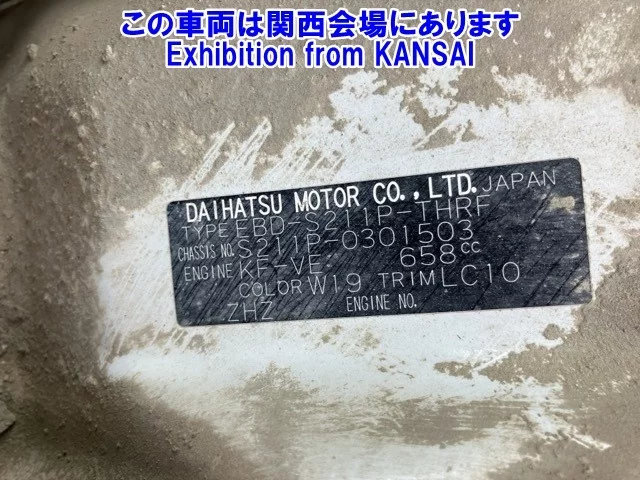 この車両は関西会場にあります
Exhibition from KANSAI
DAIHATSU MOTOR CO., LTD. JAPAN
TYPE EBD-S211P-THRF
CHASSIS NO. S211P-0301503
ENGINE KF-VE 658cc
COLOR W19 TRIM LC10
ZHZ ENGINE NO.